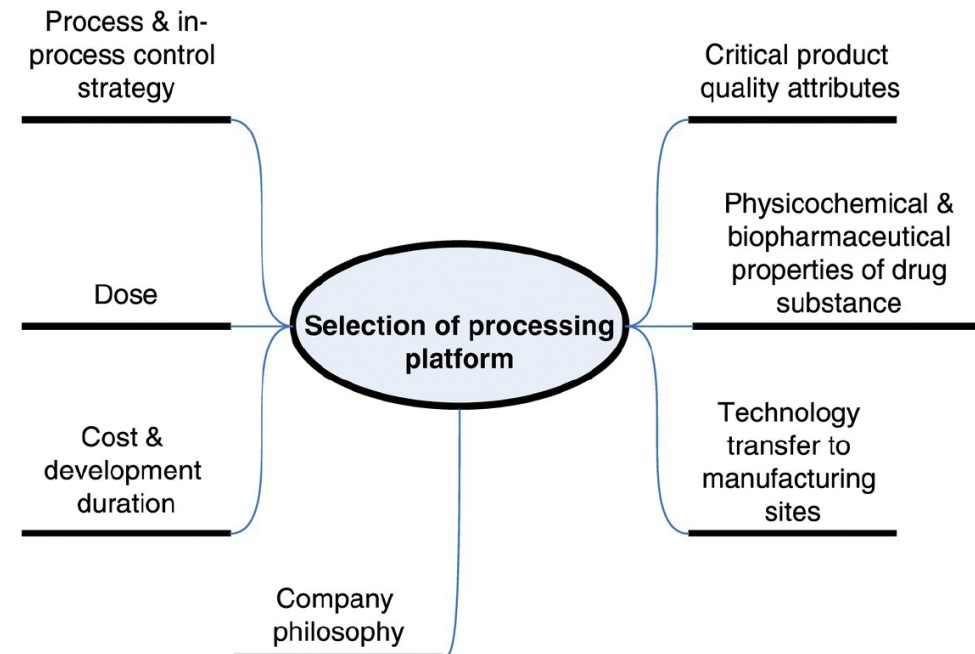 Process & in-
process control
strategy
Critical product
quality attributes
Physicochemical &
biopharmaceutical
properties of drug
substance
Dose
Selection of processing
platform
Cost &
development
duration
Technology
transfer to
manufacturing
sites
Company
philosophy